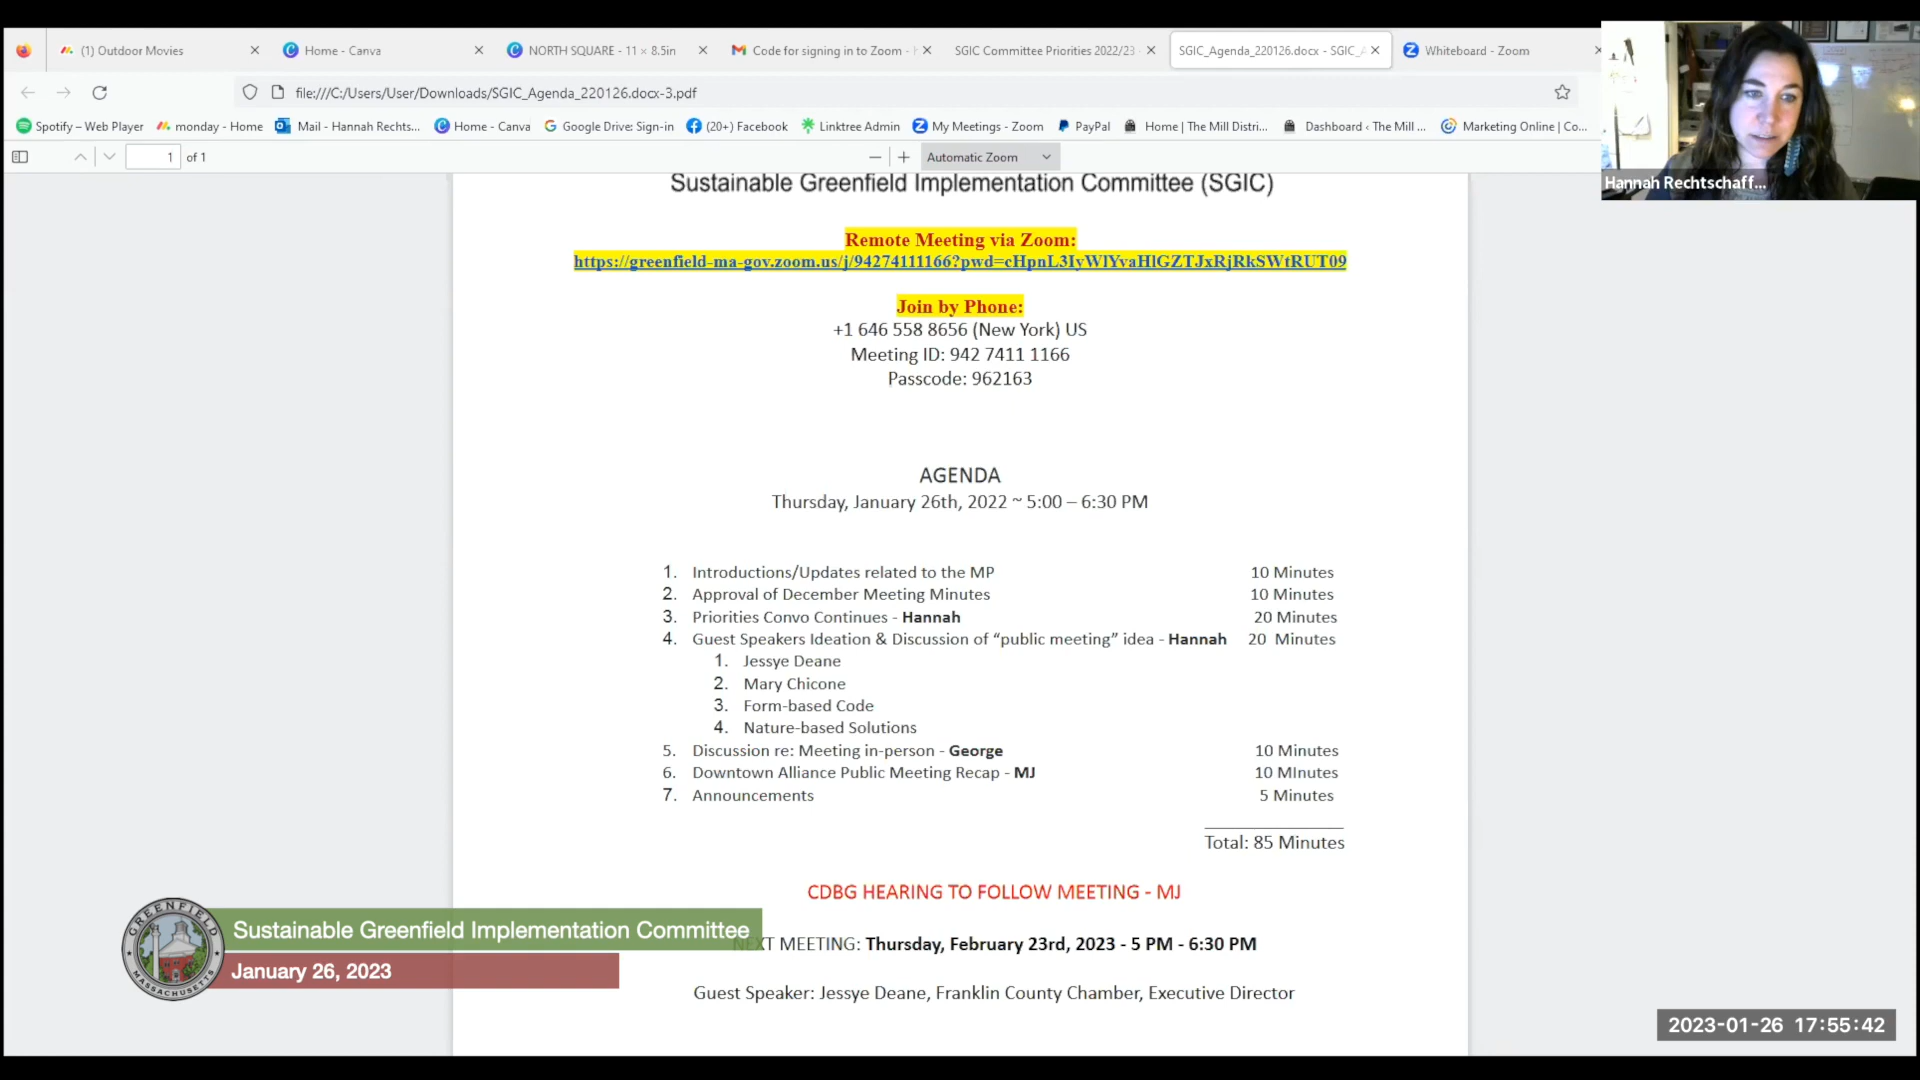 (1) Outdoor Movies
Home - Canva
NORTH SQUARE - 11 × 8.5in
Code for signing in to Zoom -
SGIC Committee Priorities 2022/23
SGIC_Agenda_220126.docx - SGIC_
Whiteboard - Zoom
file:///C:/Users/User/Downloads/SGIC_Agenda_220126.docx-3.pdf
Spotify – Web Player
monday - Home
Mail - Hannah Rechts...
Home - Canva
Google Drive: Sign-in
(20+) Facebook
Linktree Admin
My Meetings - Zoom
PayPal
Home | The Mill Distri...
Dashboard ‹ The Mill ...
Marketing Online | Co...
1 of 1
Automatic Zoom
Hannah Rechtschaff...
Sustainable Greenfield Implementation Committee (SGIC)
Remote Meeting via Zoom:
https://greenfield-ma-gov.zoom.us/j/94274111166?pwd=cHpnL3IyWlYvaHlGZTJxRjRkSWtRUT09
Join by Phone:
+1 646 558 8656 (New York) US
Meeting ID: 942 7411 1166
Passcode: 962163
AGENDA
Thursday, January 26th, 2022 ~ 5:00 – 6:30 PM
1. Introductions/Updates related to the MP 10 Minutes
2. Approval of December Meeting Minutes 10 Minutes
3. Priorities Convo Continues - Hannah 20 Minutes
4. Guest Speakers Ideation & Discussion of “public meeting” idea - Hannah 20 Minutes
1. Jessye Deane
2. Mary Chicone
3. Form-based Code
4. Nature-based Solutions
5. Discussion re: Meeting in-person - George 10 Minutes
6. Downtown Alliance Public Meeting Recap - MJ 10 MInutes
7. Announcements 5 Minutes
Total: 85 Minutes
CDBG HEARING TO FOLLOW MEETING - MJ
NEXT MEETING: Thursday, February 23rd, 2023 - 5 PM - 6:30 PM
Guest Speaker: Jessye Deane, Franklin County Chamber, Executive Director
GREENFIELD
MASSACHUSETTS
Sustainable Greenfield Implementation Committee
January 26, 2023
2023-01-26 17:55:42